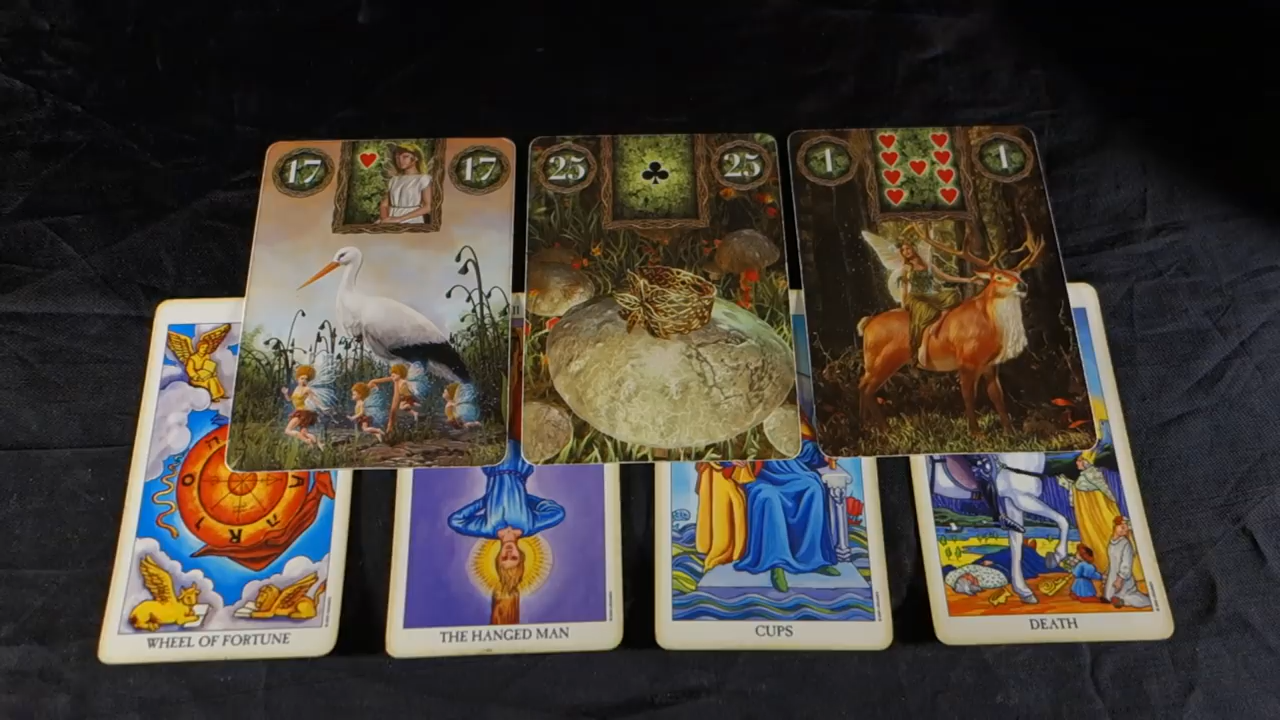 17 17
25 25
1 1
WHEEL OF FORTUNE
THE HANGED MAN
CUPS
DEATH